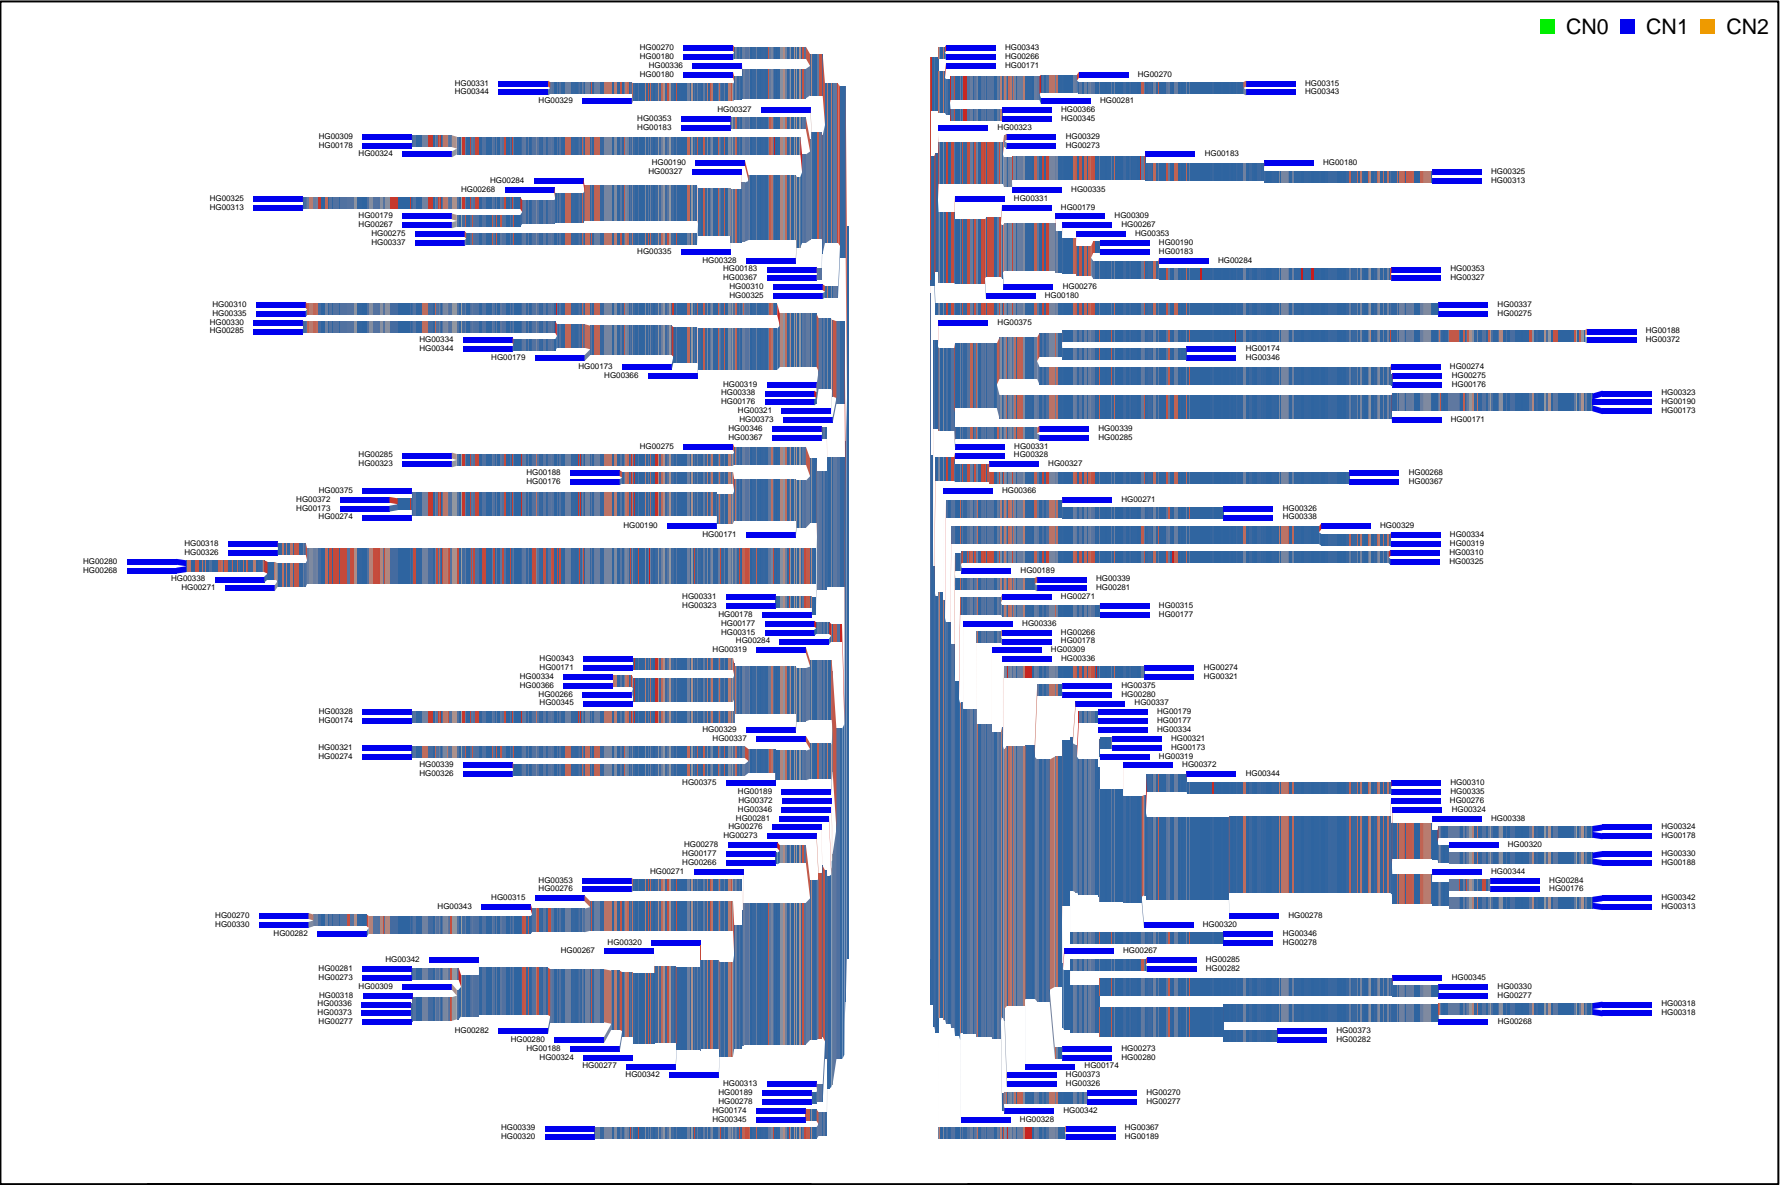 CN0 CN1 CN2
HG00270
HG00180
HG00336
HG00180
HG00331
HG00344
HG00329
HG00327
HG00353
HG00183
HG00309
HG00178
HG00324
HG00190
HG00327
HG00284
HG00268
HG00325
HG00313
HG00179
HG00267
HG00275
HG00337
HG00335
HG00328
HG00183
HG00367
HG00310
HG00325
HG00310
HG00335
HG00330
HG00285
HG00334
HG00344
HG00179
HG00173
HG00366
HG00319
HG00338
HG00176
HG00321
HG00373
HG00346
HG00367
HG00275
HG00285
HG00323
HG00188
HG00176
HG00375
HG00372
HG00173
HG00274
HG00190
HG00171
HG00318
HG00326
HG00280
HG00268
HG00338
HG00271
HG00331
HG00323
HG00178
HG00177
HG00315
HG00284
HG00319
HG00343
HG00171
HG00334
HG00366
HG00266
HG00345
HG00328
HG00174
HG00329
HG00337
HG00321
HG00274
HG00339
HG00326
HG00375
HG00189
HG00372
HG00346
HG00281
HG00276
HG00273
HG00278
HG00177
HG00266
HG00271
HG00353
HG00276
HG00315
HG00343
HG00270
HG00330
HG00282
HG00320
HG00267
HG00342
HG00281
HG00273
HG00309
HG00318
HG00336
HG00373
HG00277
HG00282
HG00280
HG00188
HG00324
HG00277
HG00342
HG00313
HG00189
HG00278
HG00174
HG00345
HG00339
HG00320
HG00343
HG00266
HG00171
HG00270
HG00315
HG00343
HG00281
HG00366
HG00345
HG00323
HG00329
HG00273
HG00183
HG00180
HG00325
HG00313
HG00335
HG00331
HG00179
HG00309
HG00267
HG00353
HG00190
HG00183
HG00284
HG00353
HG00327
HG00276
HG00180
HG00337
HG00275
HG00375
HG00188
HG00372
HG00174
HG00346
HG00274
HG00275
HG00176
HG00323
HG00190
HG00173
HG00171
HG00339
HG00285
HG00331
HG00328
HG00327
HG00268
HG00367
HG00366
HG00271
HG00326
HG00338
HG00329
HG00334
HG00319
HG00310
HG00325
HG00189
HG00339
HG00281
HG00271
HG00315
HG00177
HG00336
HG00266
HG00178
HG00309
HG00336
HG00274
HG00321
HG00375
HG00280
HG00337
HG00179
HG00177
HG00334
HG00321
HG00173
HG00319
HG00372
HG00344
HG00310
HG00335
HG00276
HG00324
HG00338
HG00324
HG00178
HG00320
HG00330
HG00188
HG00344
HG00284
HG00176
HG00342
HG00313
HG00278
HG00320
HG00346
HG00278
HG00267
HG00285
HG00282
HG00345
HG00330
HG00277
HG00318
HG00318
HG00268
HG00373
HG00282
HG00273
HG00280
HG00174
HG00373
HG00326
HG00270
HG00277
HG00342
HG00328
HG00367
HG00189